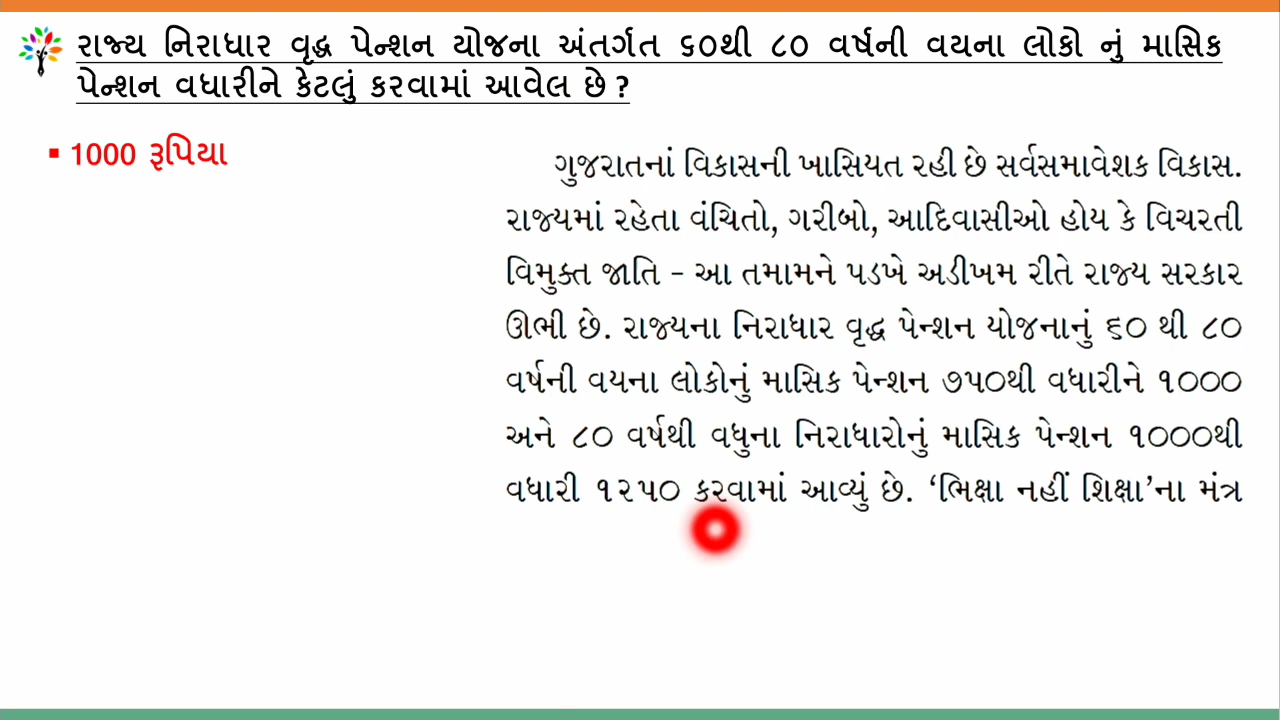 રાજ્ય નિરાધાર વૃદ્ધ પેન્શન યોજના અંતર્ગત ૬૦થી ૮૦ વર્ષની વયના લોકો નું માસિક
પેન્શન વધારીને કેટલું કરવામાં આવેલ છે ?
▪ 1000 રૂપિયા
ગુજરાતનાં વિકાસની ખાસિયત રહી છે સર્વસમાવેશક વિકાસ.
રાજ્યમાં રહેતા વંચિતો, ગરીબો, આદિવાસીઓ હોય કે વિચરતી
વિમુક્ત જાતિ – આ તમામને પડખે અડીખમ રીતે રાજ્ય સરકાર
ઊભી છે. રાજ્યના નિરાધાર વૃદ્ધ પેન્શન યોજનાનું ૬૦ થી ૮૦
વર્ષની વયના લોકોનું માસિક પેન્શન ૭૫૦થી વધારીને ૧૦૦૦
અને ૮૦ વર્ષથી વધુના નિરાધારોનું માસિક પેન્શન ૧૦૦૦થી
વધારી ૧૨૫૦ કરવામાં આવ્યું છે. ‘ભિક્ષા નહીં શિક્ષા’ના મંત્ર